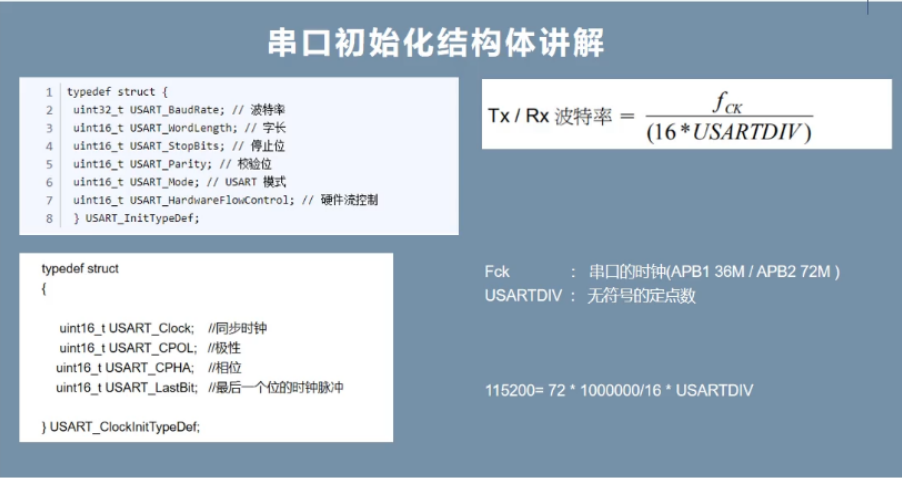 串口初始化结构体讲解
1 typedef struct {
2 uint32_t USART_BaudRate; // 波特率
3 uint16_t USART_WordLength; // 字长
4 uint16_t USART_StopBits; // 停止位
5 uint16_t USART_Parity; // 校验位
6 uint16_t USART_Mode; // USART 模式
7 uint16_t USART_HardwareFlowControl; // 硬件流控制
8 } USART_InitTypeDef;
Tx / Rx 波特率 = f_CK / (16*USARTDIV)
typedef struct
{
uint16_t USART_Clock; //同步时钟
uint16_t USART_CPOL; //极性
uint16_t USART_CPHA; //相位
uint16_t USART_LastBit; //最后一个位的时钟脉冲
} USART_ClockInitTypeDef;
Fck : 串口的时钟(APB1 36M / APB2 72M )
USARTDIV : 无符号的定点数
115200= 72 * 1000000/16 * USARTDIV